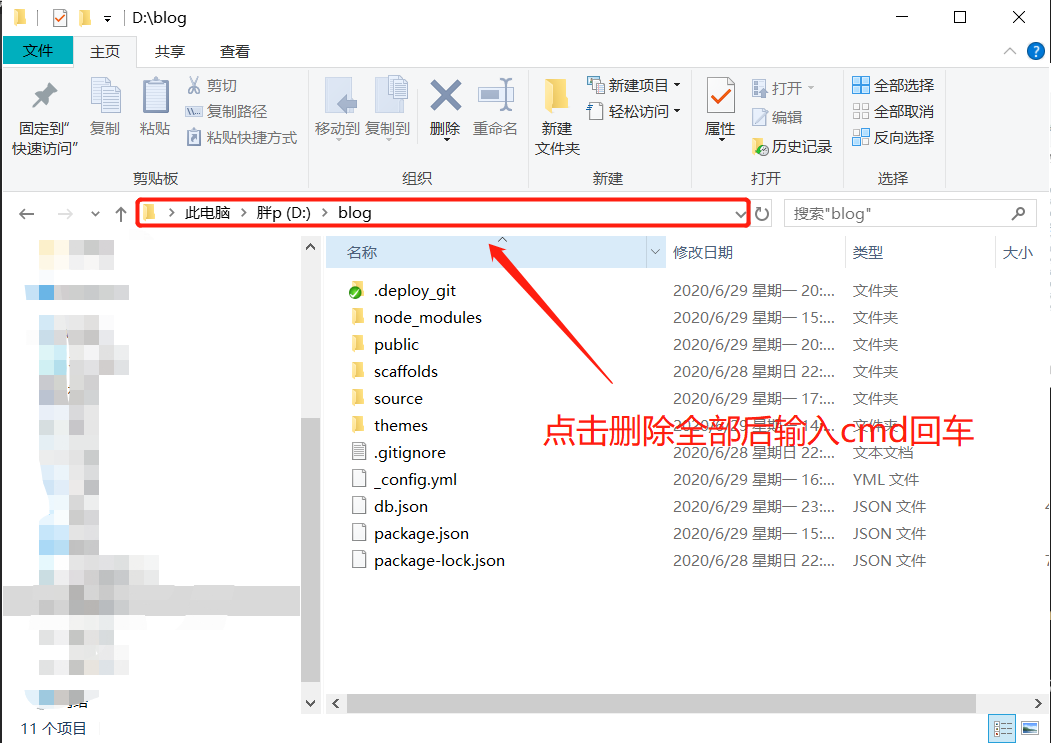 D:\blog
文件 主页 共享 查看
固定到"快速访问"
复制
粘贴
剪切
复制路径
粘贴快捷方式
剪贴板
移动到
复制到
删除
重命名
组织
新建文件夹
新建项目
轻松访问
新建
属性
打开
编辑
历史记录
打开
全部选择
全部取消
反向选择
选择
此电脑 > 胖p (D:) > blog
搜索"blog"
名称 修改日期 类型 大小
.deploy_git 2020/6/29 星期一 20:... 文件夹
node_modules 2020/6/29 星期一 15:... 文件夹
public 2020/6/29 星期一 20:... 文件夹
scaffolds 2020/6/28 星期日 22:... 文件夹
source 2020/6/29 星期一 17:... 文件夹
themes 2020/6/29 星期一 14:... 文件夹
点击删除全部后输入cmd回车
.gitignore 2020/6/28 星期日 22:... 文本文档
_config.yml 2020/6/29 星期一 16:... YML 文件
db.json 2020/6/29 星期一 23:... JSON 文件
package.json 2020/6/29 星期一 15:... JSON 文件
package-lock.json 2020/6/28 星期日 22:... JSON 文件
11 个项目